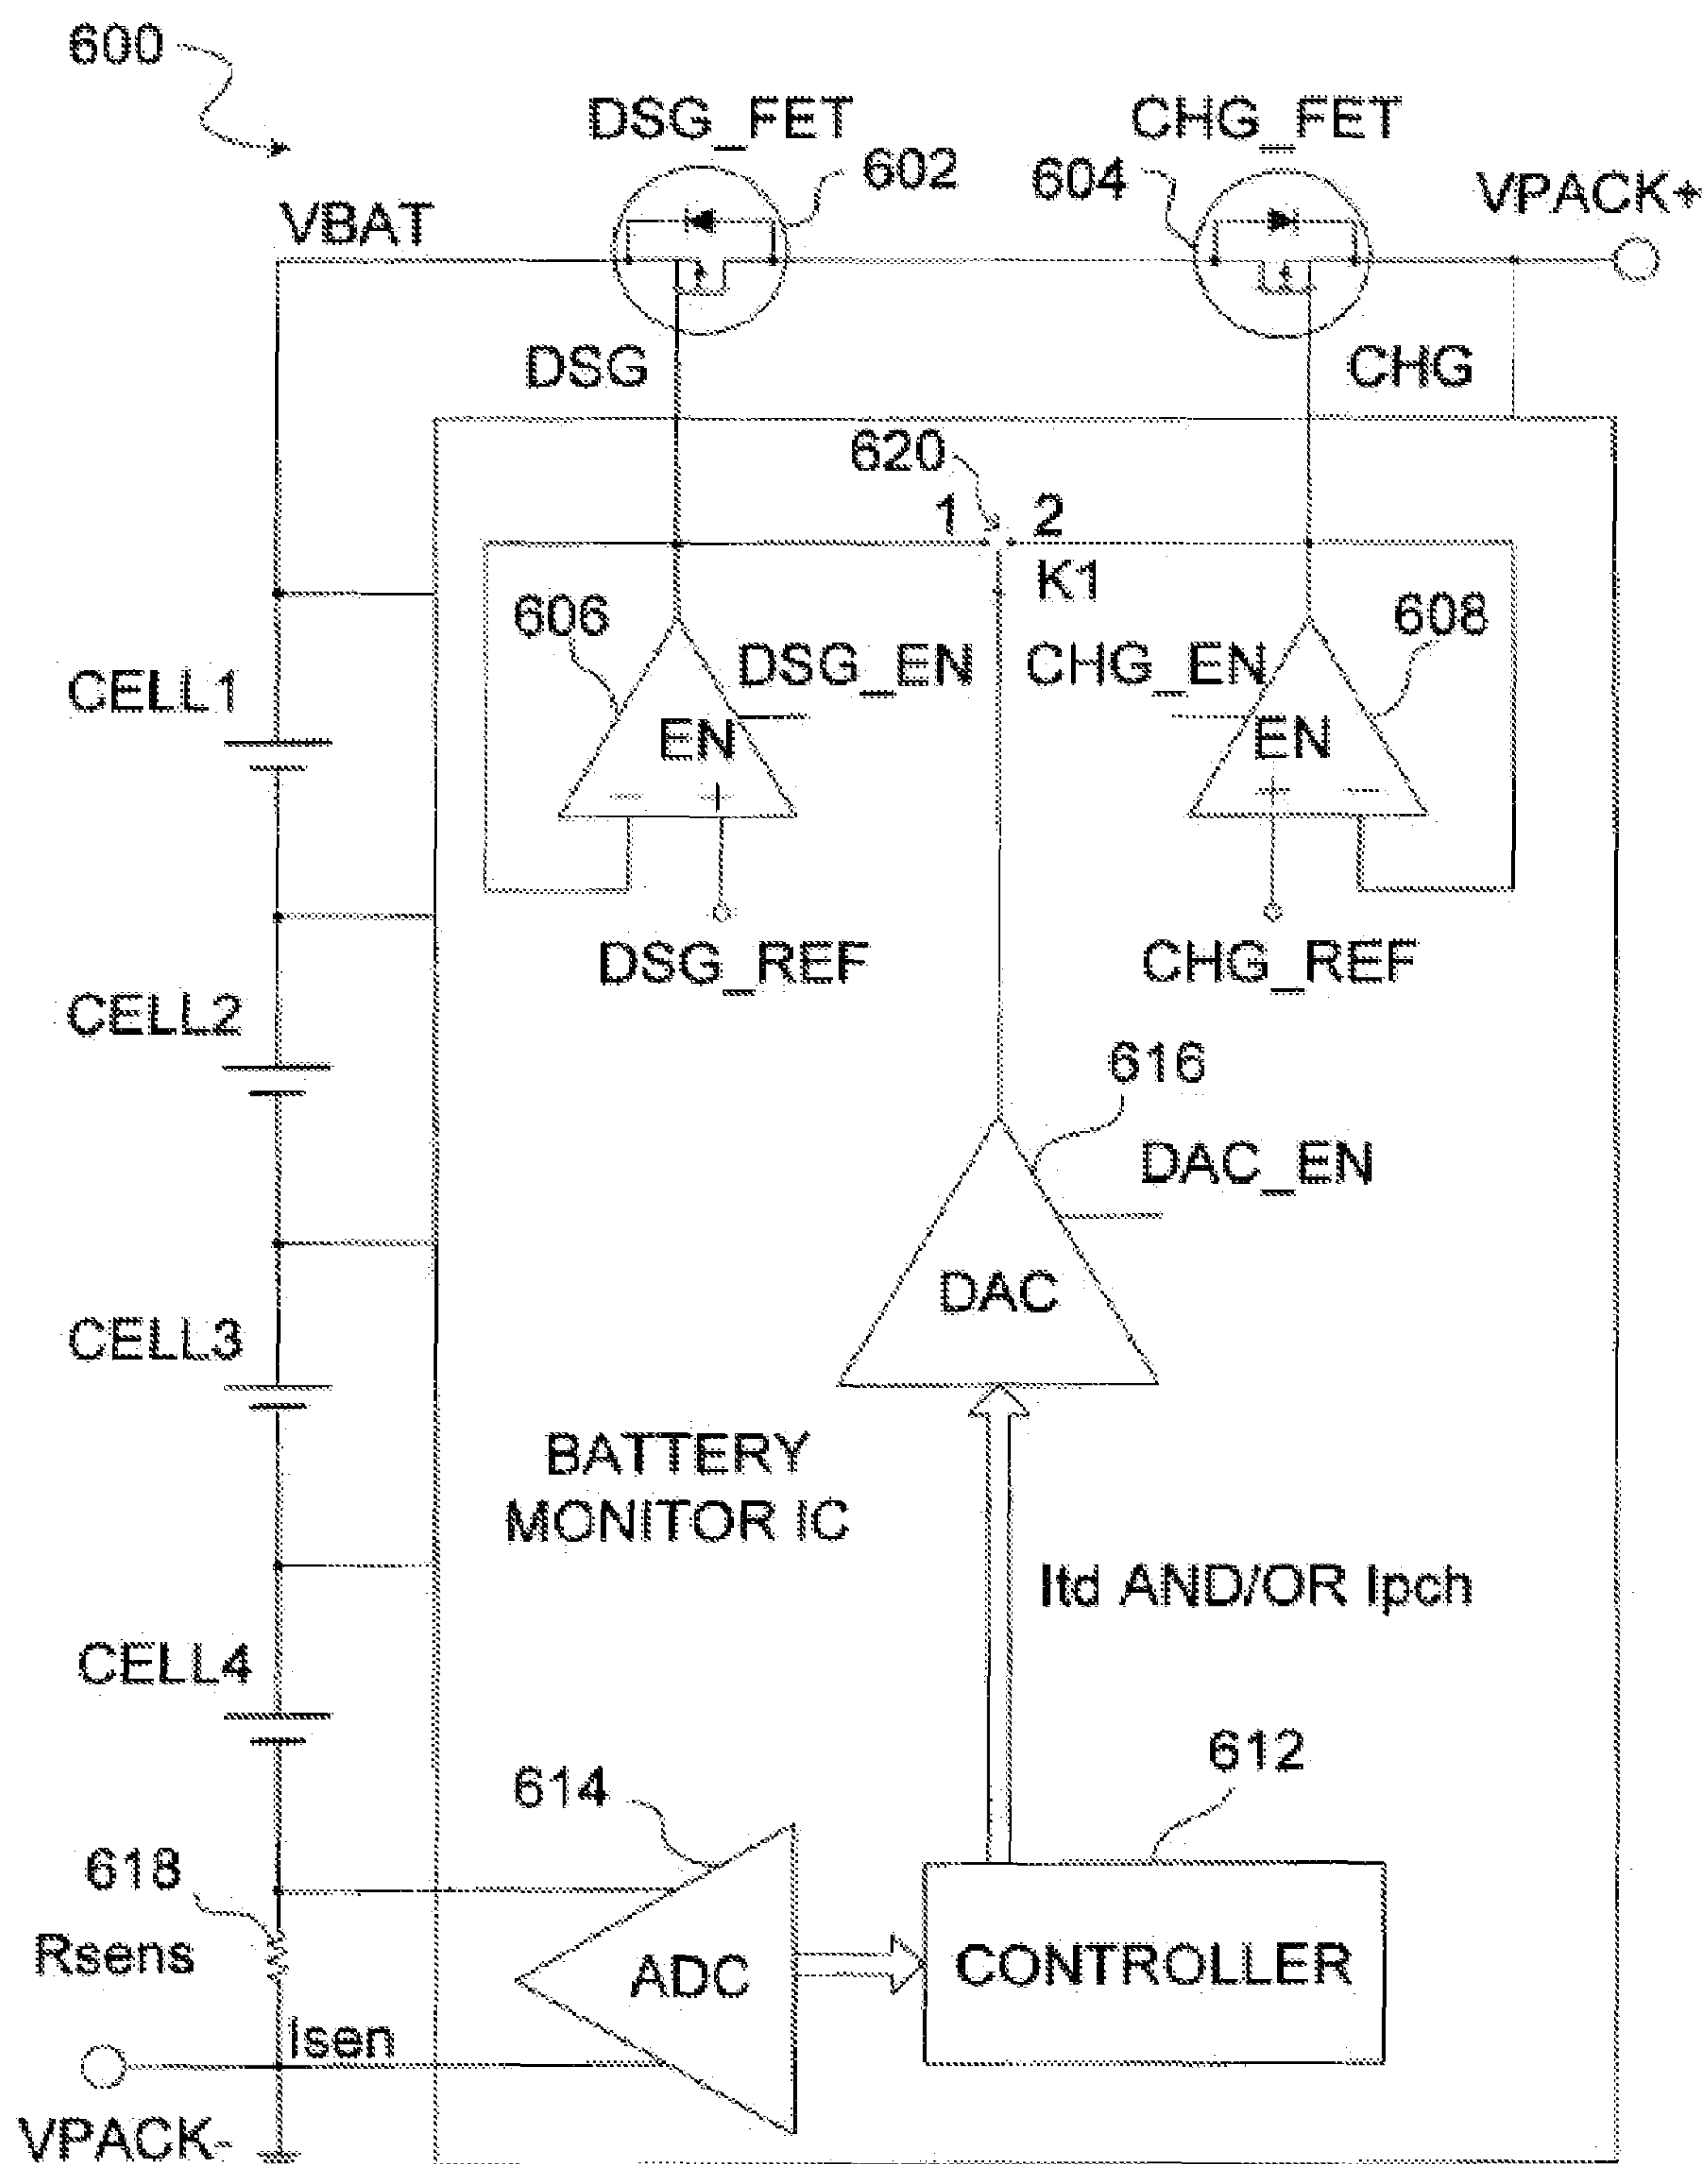 600
DSG_FET
CHG_FET
602
604
VPACK+
VBAT
DSG
CHG
620
1
2
K1
606
608
DSG_EN
CHG_EN
CELL1
EN
EN
- +
+ -
DSG_REF
CHG_REF
CELL2
616
DAC_EN
DAC
CELL3
BATTERY
MONITOR IC
Itd AND/OR Ipch
CELL4
612
614
618
Rsens
ADC
CONTROLLER
Isen
VPACK-